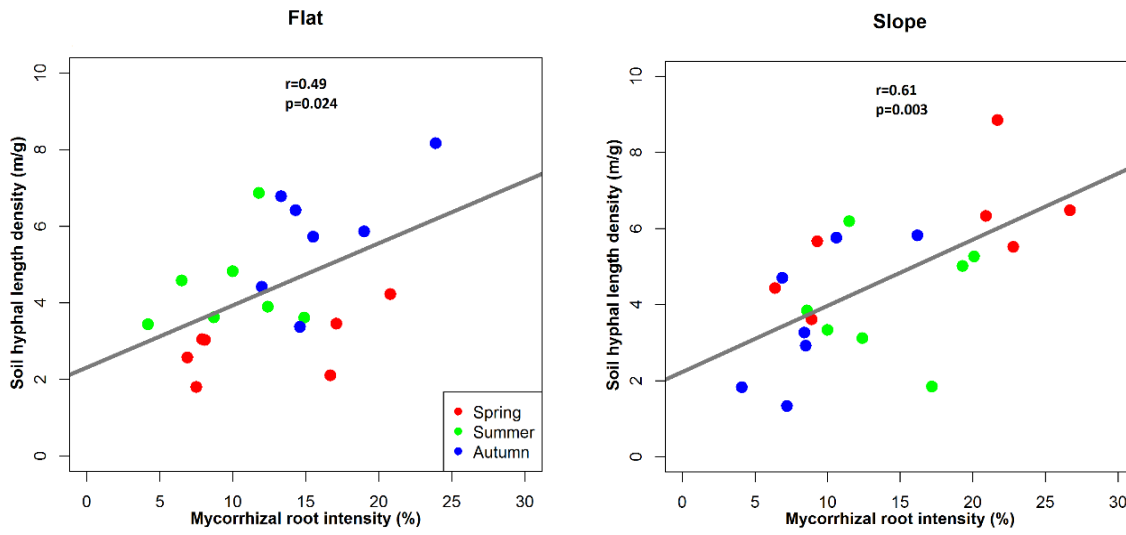 Flat
r=0.49
p=0.024
Soil hyphal length density (m/g)
10
8
6
4
2
0
Spring
Summer
Autumn
0 5 10 15 20 25 30
Mycorrhizal root intensity (%)
Slope
r=0.61
p=0.003
Soil hyphal length density (m/g)
10
8
6
4
2
0
0 5 10 15 20 25 30
Mycorrhizal root intensity (%)